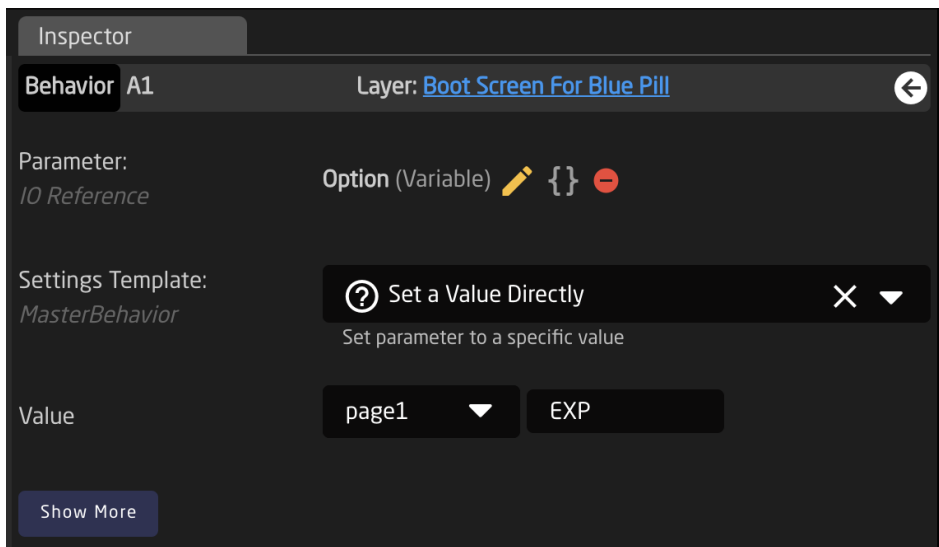 Inspector
Behavior A1 Layer: Boot Screen For Blue Pill
Parameter:
IO Reference
Option (Variable) {}
Settings Template:
MasterBehavior
? Set a Value Directly
Set parameter to a specific value
Value page1 EXP
Show More